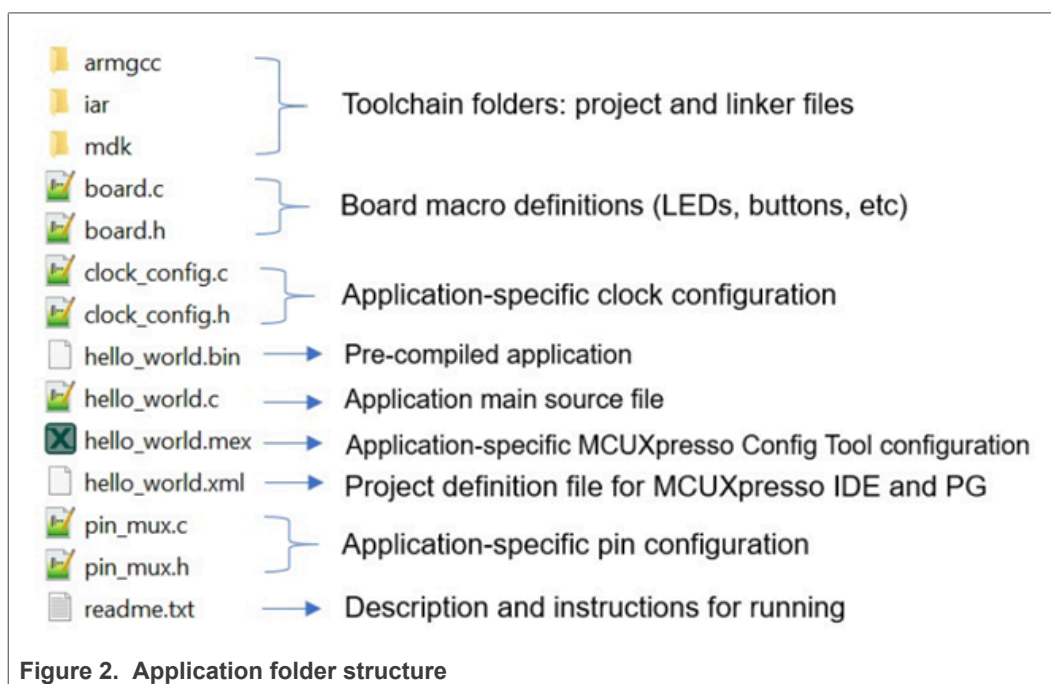 armgcc
iar
mdk
Toolchain folders: project and linker files
board.c
board.h
Board macro definitions (LEDs, buttons, etc)
clock_config.c
clock_config.h
Application-specific clock configuration
hello_world.bin Pre-compiled application
hello_world.c Application main source file
hello_world.mex Application-specific MCUXpresso Config Tool configuration
hello_world.xml Project definition file for MCUXpresso IDE and PG
pin_mux.c
pin_mux.h
Application-specific pin configuration
readme.txt Description and instructions for running
Figure 2. Application folder structure